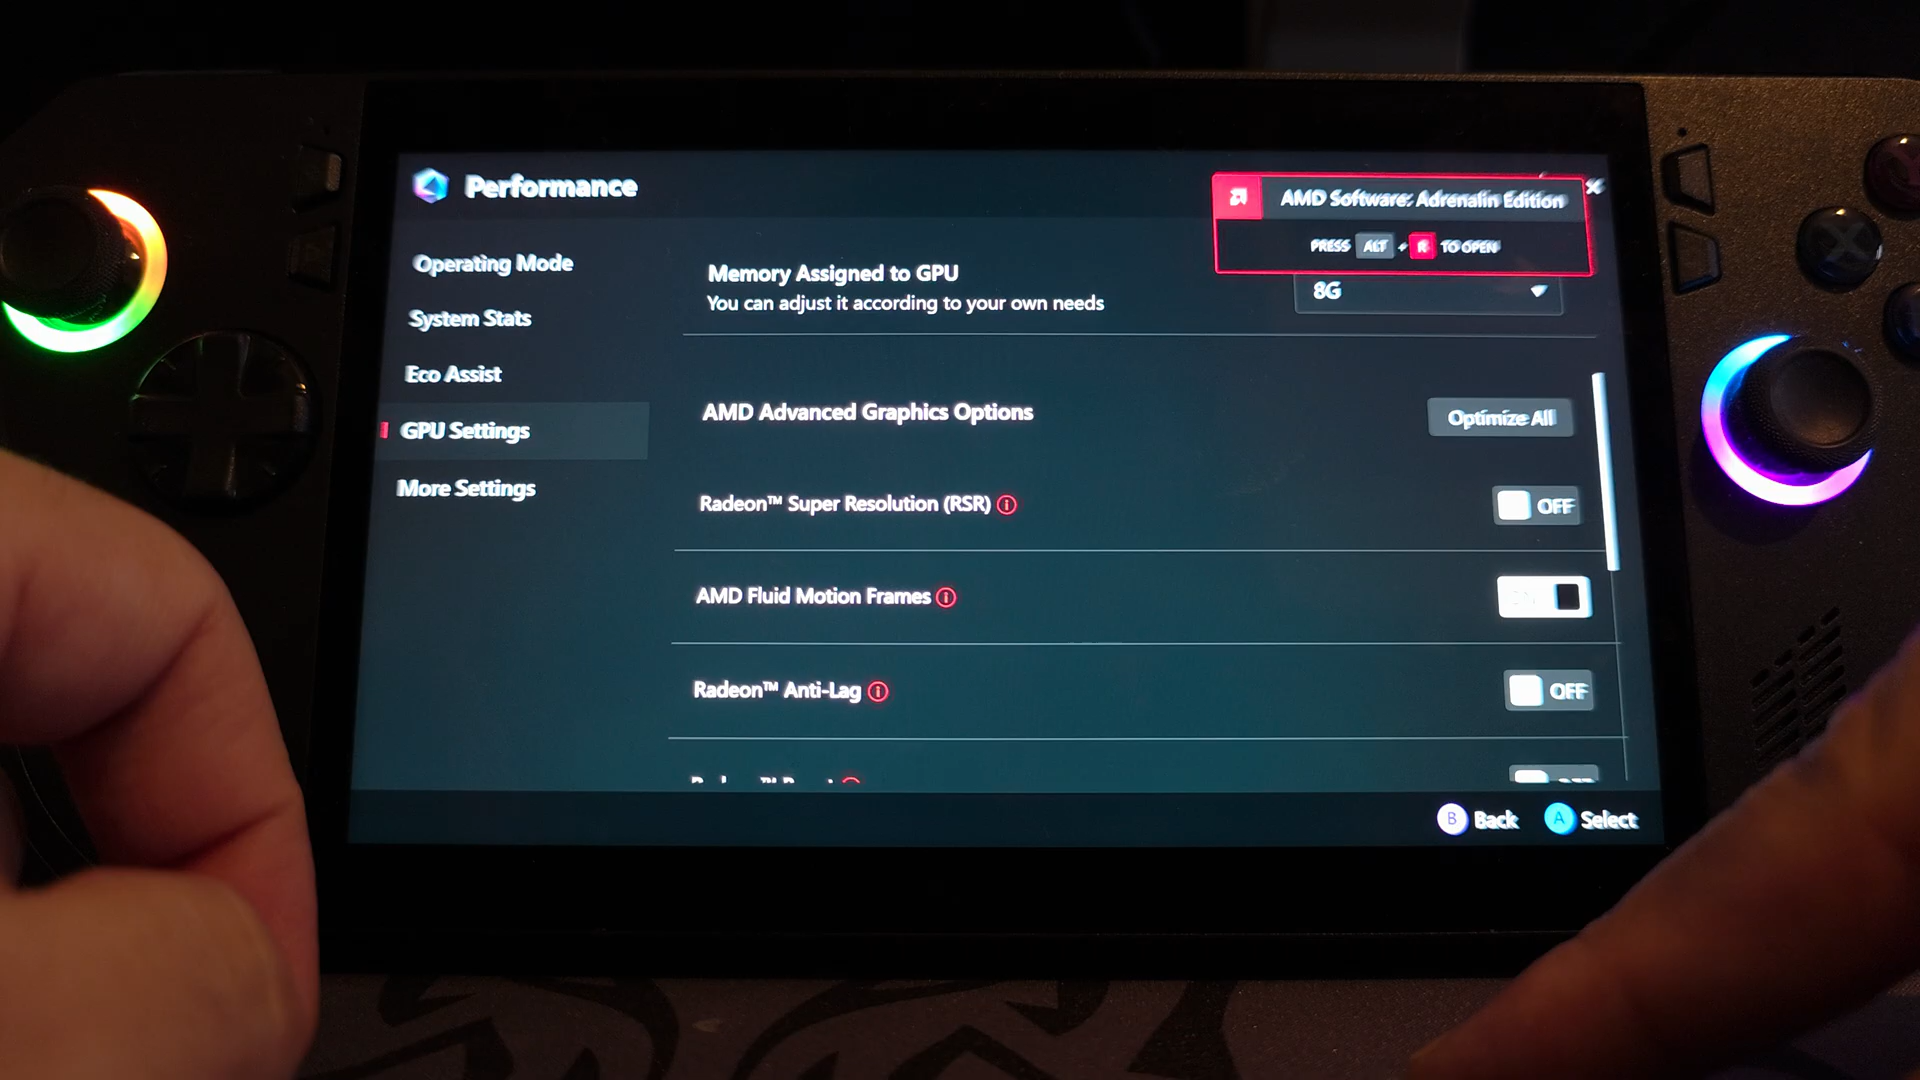 Performance
AMD Software: Adrenalin Edition
PRESS ALT + R TO OPEN
Operating Mode
System Stats
Eco Assist
GPU Settings
More Settings
Memory Assigned to GPU
You can adjust it according to your own needs
8G
AMD Advanced Graphics Options
Optimize All
Radeon™ Super Resolution (RSR)
OFF
AMD Fluid Motion Frames
Radeon™ Anti-Lag
OFF
B Back
A Select
X